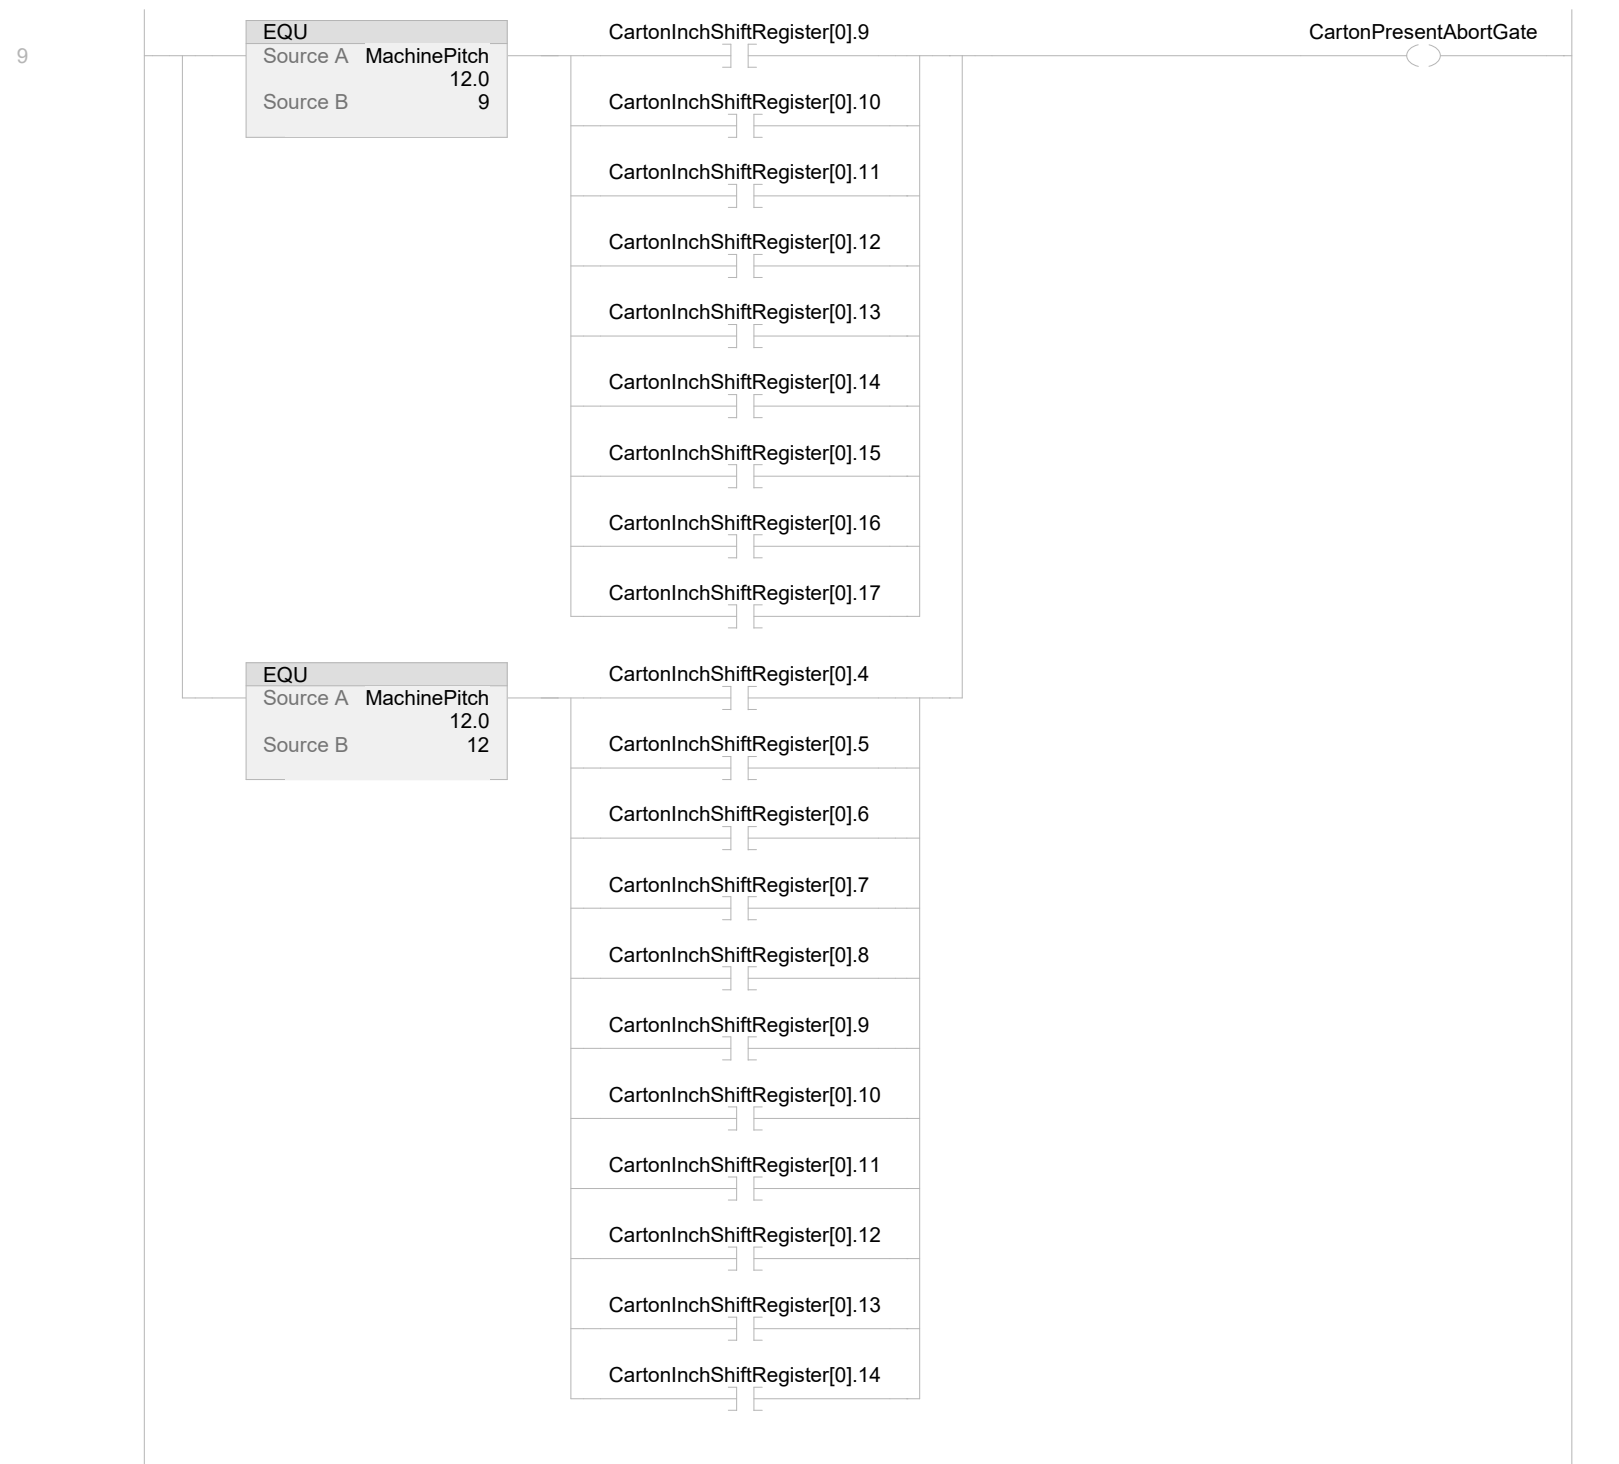 EQU
CartonInchShiftRegister[0].9
CartonPresentAbortGate
9
Source A MachinePitch
12.0
Source B 9
CartonInchShiftRegister[0].10
CartonInchShiftRegister[0].11
CartonInchShiftRegister[0].12
CartonInchShiftRegister[0].13
CartonInchShiftRegister[0].14
CartonInchShiftRegister[0].15
CartonInchShiftRegister[0].16
CartonInchShiftRegister[0].17
EQU
CartonInchShiftRegister[0].4
Source A MachinePitch
12.0
Source B 12
CartonInchShiftRegister[0].5
CartonInchShiftRegister[0].6
CartonInchShiftRegister[0].7
CartonInchShiftRegister[0].8
CartonInchShiftRegister[0].9
CartonInchShiftRegister[0].10
CartonInchShiftRegister[0].11
CartonInchShiftRegister[0].12
CartonInchShiftRegister[0].13
CartonInchShiftRegister[0].14